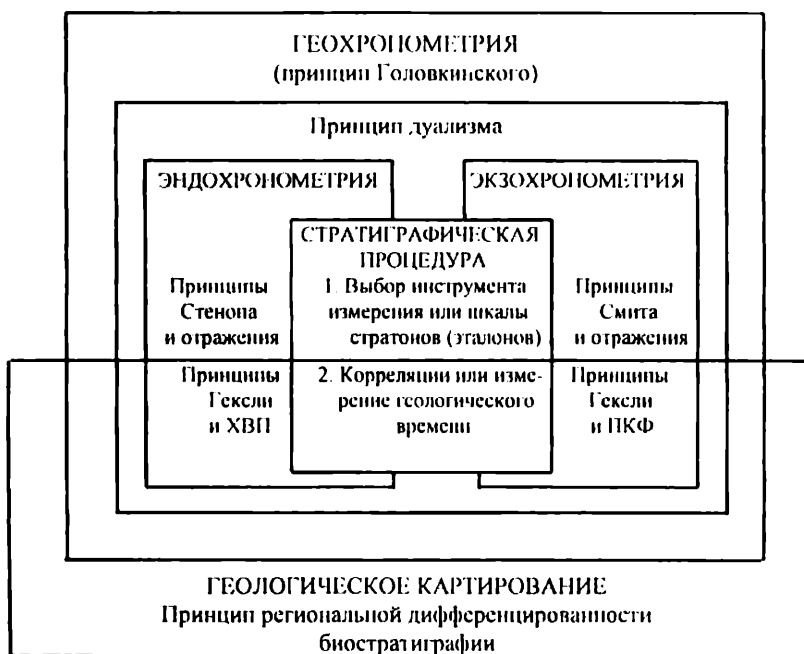 ГЕОХРОНОМЕТРИЯ
(принцип Головкинского)
Принцип дуализма
ЭНДОХРОНОМЕТРИЯ
ЭКЗОХРОНОМЕТРИЯ
СТРАТИГРАФИЧЕСКАЯ
ПРОЦЕДУРА
1. Выбор инструмента
измерения или шкалы
стратонов (эталонов)
Принципы
Стенона
и отражения
Принципы
Смита
и отражения
Принципы
Гексли
и ХВП
2. Корреляции или изме-
рение геологического
времени
Принципы
Гексли
и ПКФ
ГЕОЛОГИЧЕСКОЕ КАРТИРОВАНИЕ
Принцип региональной дифференцированности
биостратиграфии